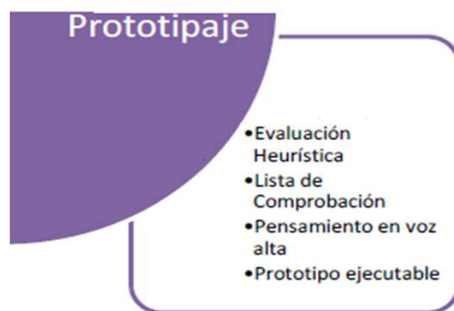 Prototipaje
•Evaluación
Heurística
•Lista de
Comprobación
•Pensamiento en voz
alta
•Prototipo ejecutable